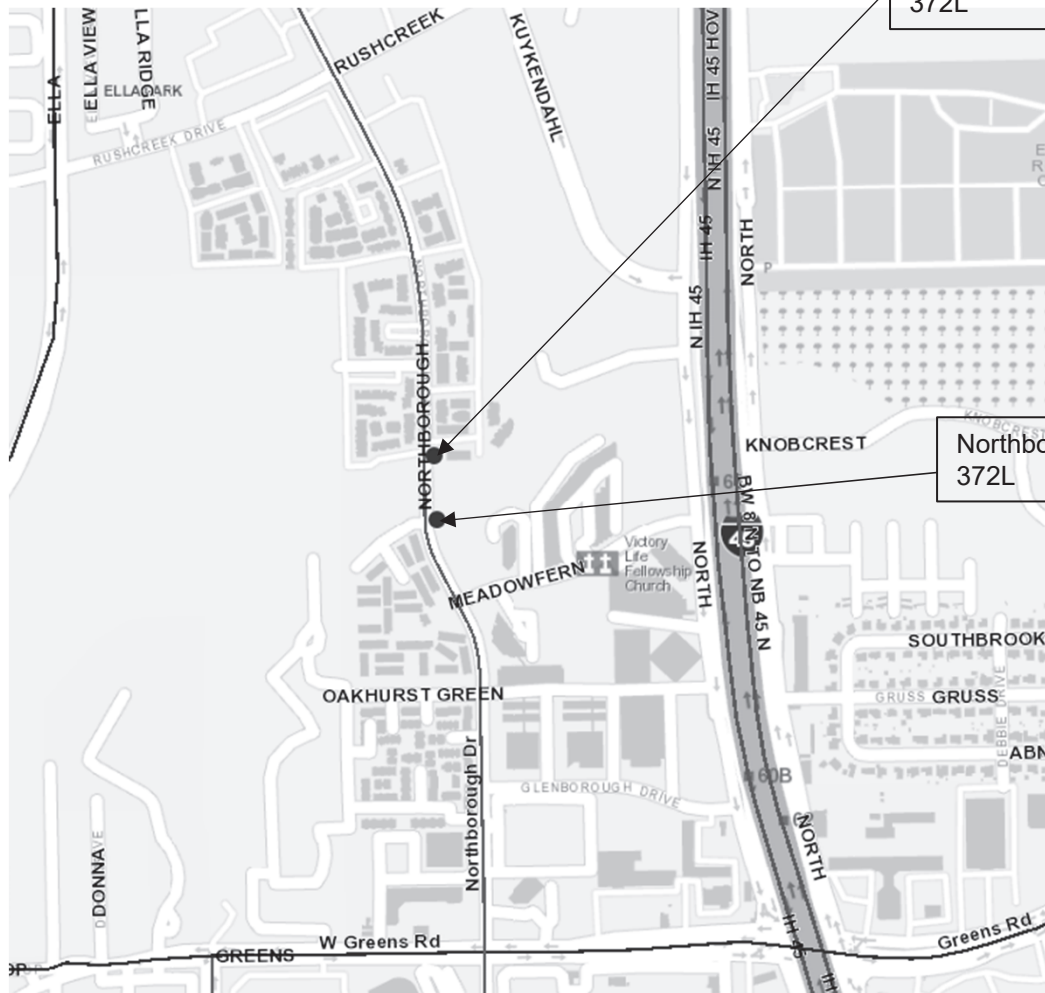 372L
ELLA
ELLA VIEW
LLA RIDGE
ELLA PARK
RUSHCREEK DRIVE
RUSHCREEK
KUYKENDAHL
IH 45 HOV
N IH 45
IH 45
NORTH
N IH 45
P
NORTHBOROUGH
KNOBCREST
KNOBCREST
Northbo
372L
BW 8
TO NB 45 N
Victory
Life
Fellowship
Church
NORTH
MEADOWFERN
SOUTHBROOK
OAKHURST GREEN
GRUSS
GRUSS
DEBBIE DRIVE
ABN
Northborough Dr
60B
GLENBOROUGH DRIVE
NORTH
DONNA
W Greens Rd
GREENS
IH 45
Greens Rd
OP